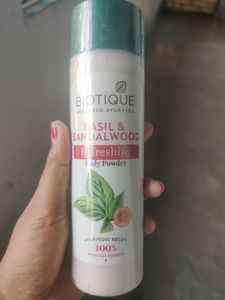 BIOTIQUE
ADVANCED AYURVEDA
BASIL &
SANDALWOOD
Refreshing
Body Powder
AYURVEDIC RECIPE
100%